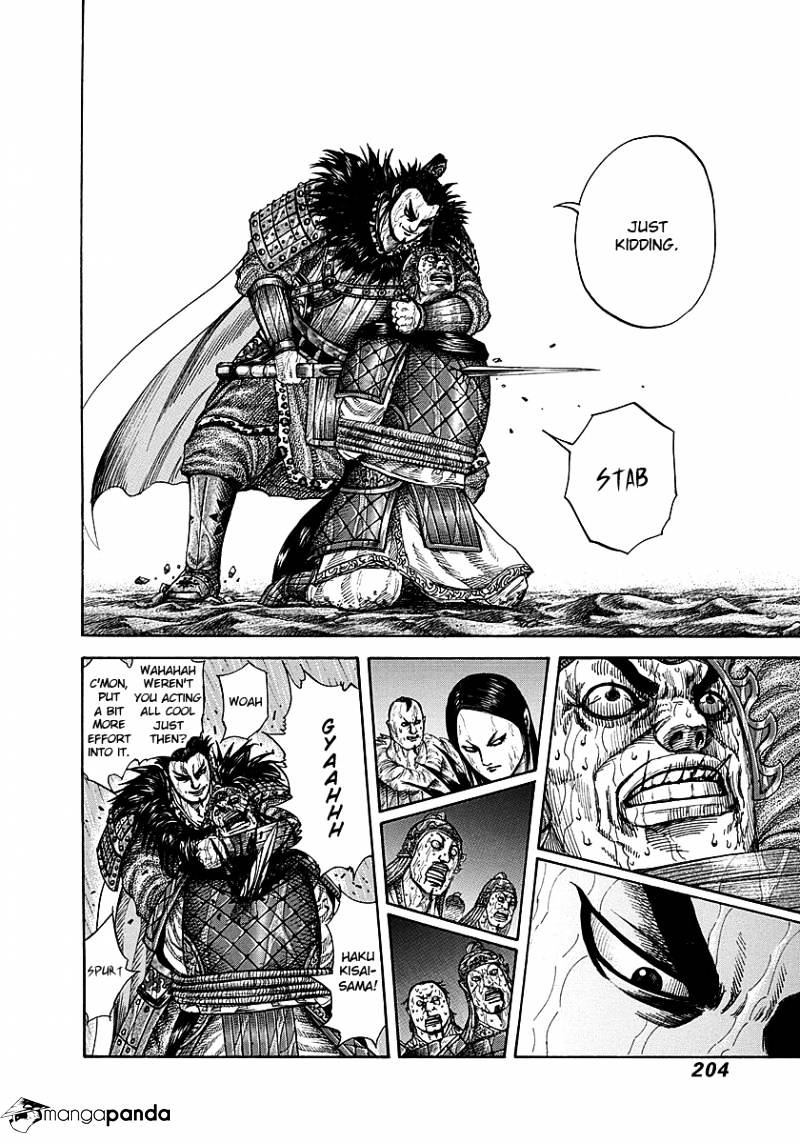 JUST
KIDDING.
STAB
WOAH
WAHAHAH
WEREN'T
YOU ACTING
ALL COOL
JUST
THEN?
C'MON,
PUT
A BIT
MORE
EFFORT
INTO IT.
GYAAHHH
HAKU
KISAI-
SAMA!
SPURT
204
mangapanda